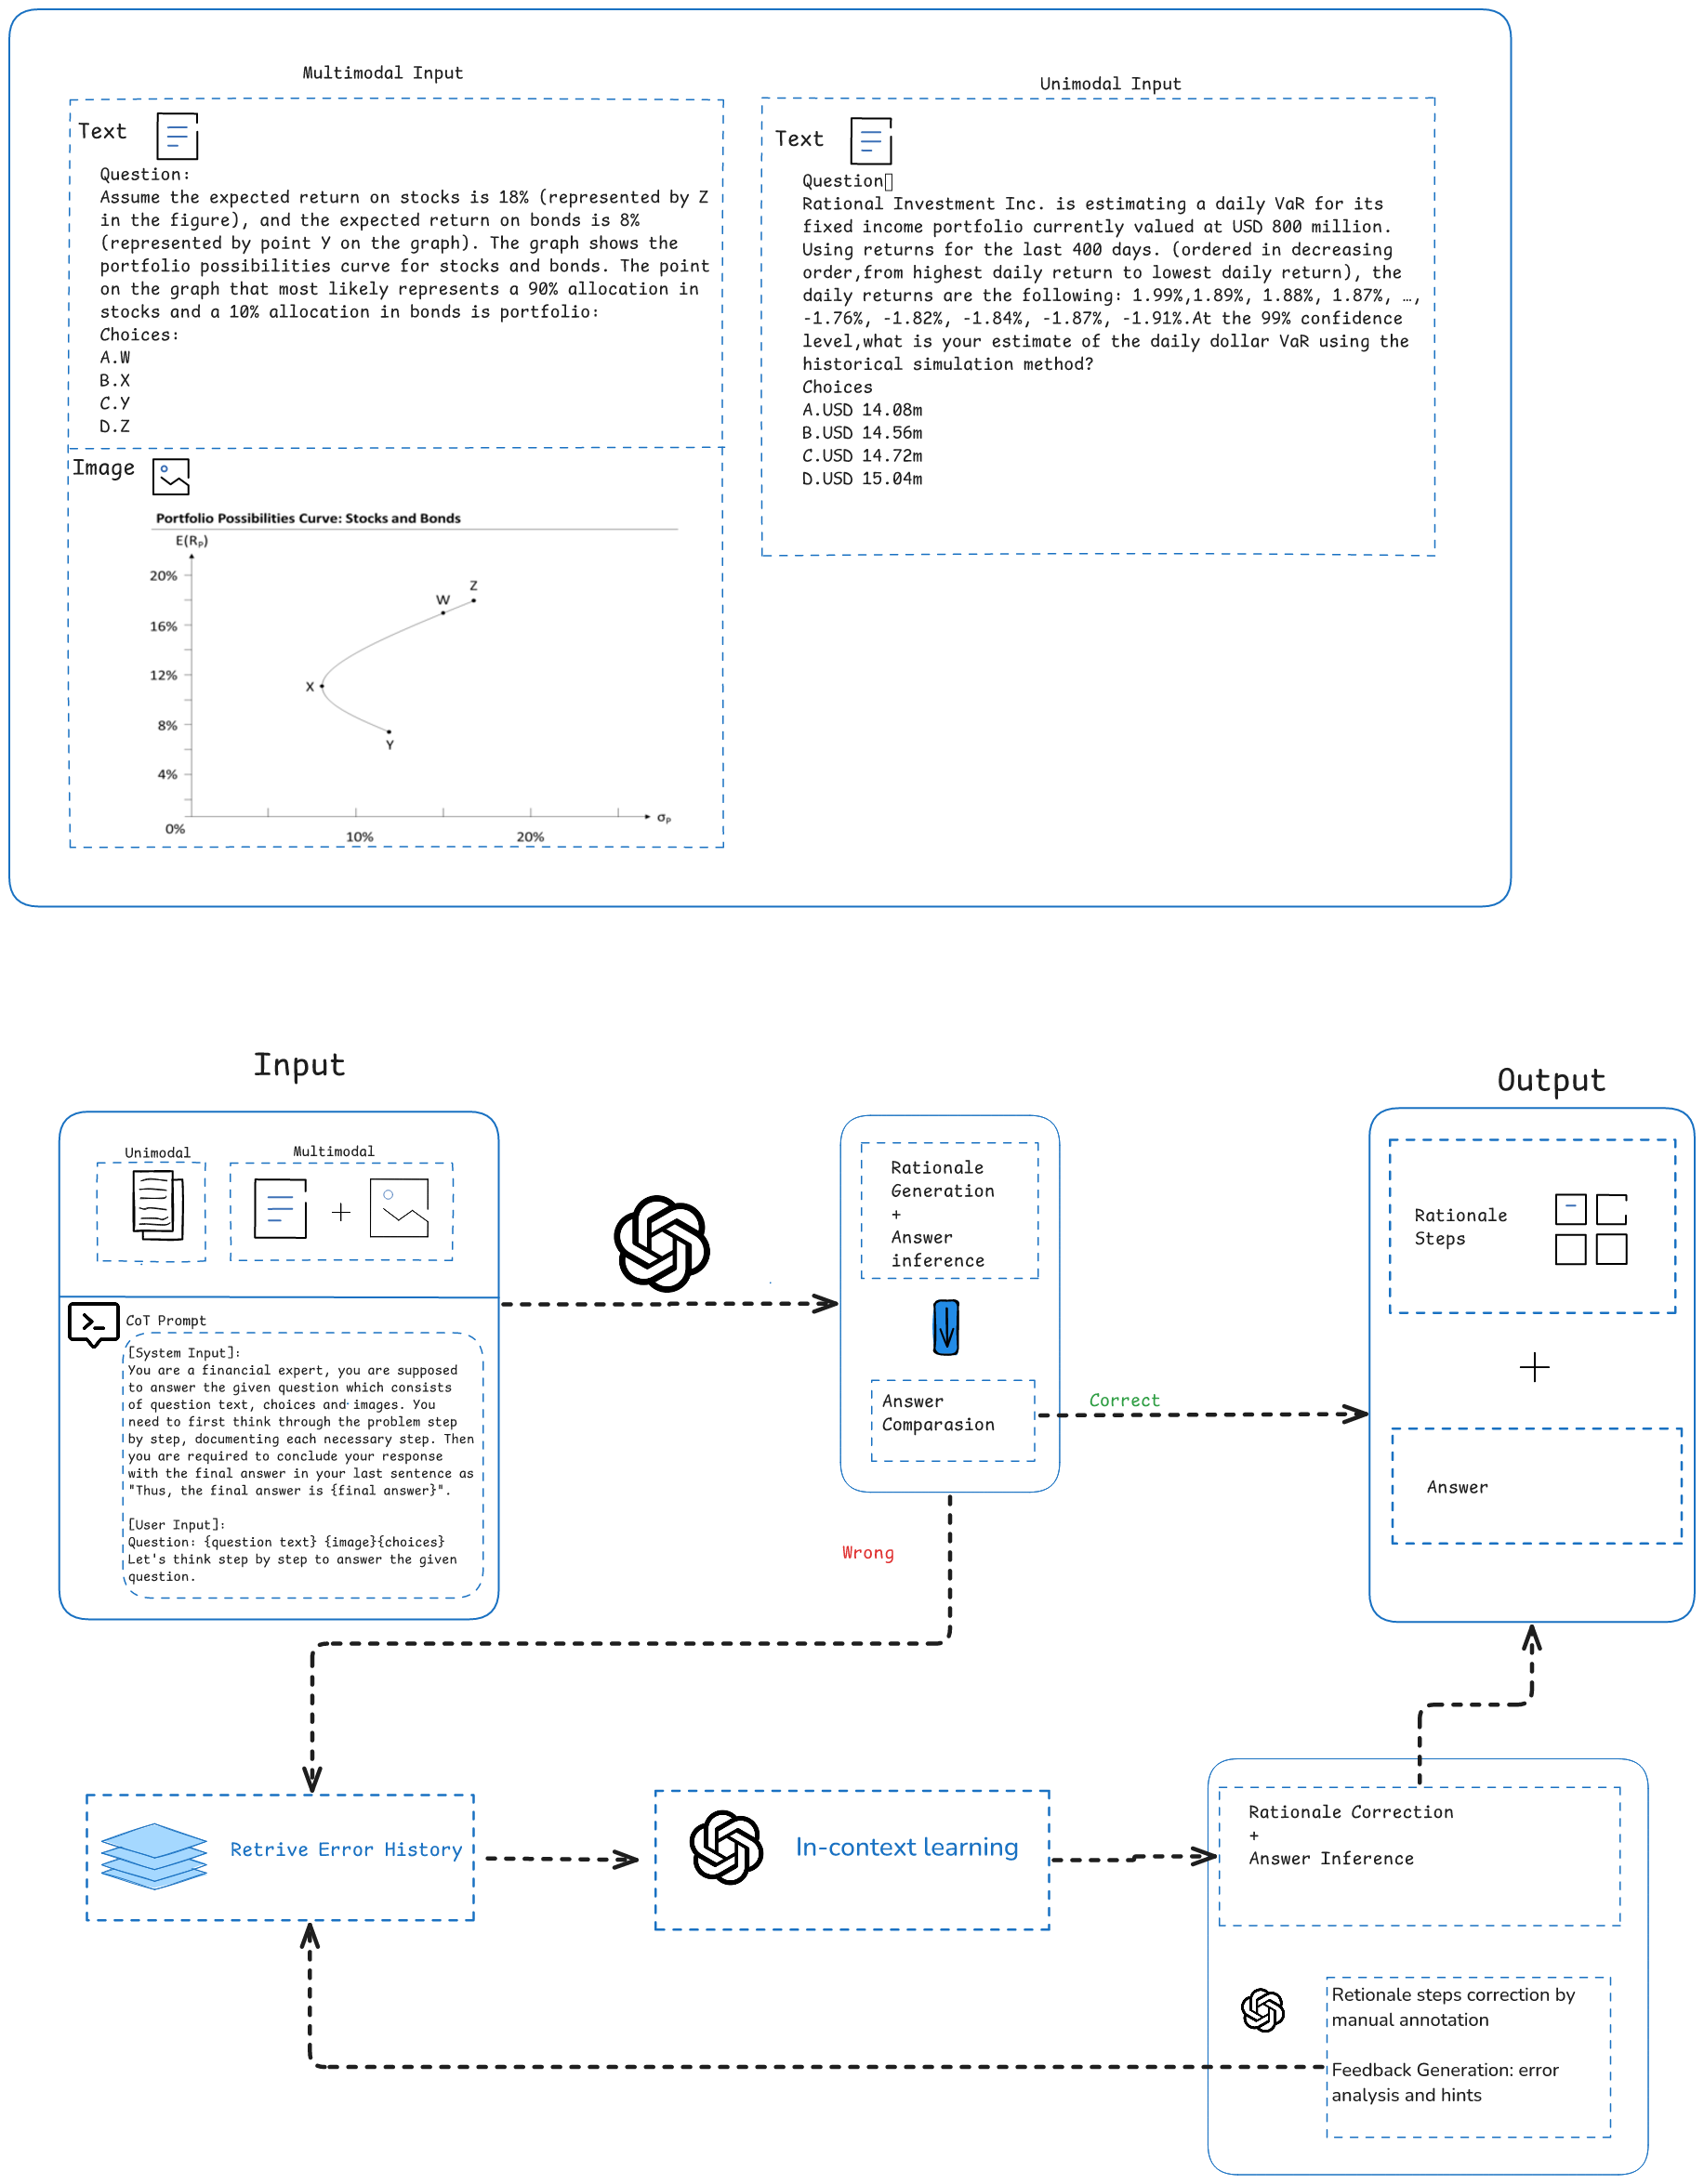 Multimodal Input
Text
Question:
Assume the expected return on stocks is 18% (represented by Z
in the figure), and the expected return on bonds is 8%
(represented by point Y on the graph). The graph shows the
portfolio possibilities curve for stocks and bonds. The point
on the graph that most likely represents a 90% allocation in
stocks and a 10% allocation in bonds is portfolio:
Choices:
A.W
B.X
C.Y
D.Z
Image
Portfolio Possibilities Curve: Stocks and Bonds
E(Rₚ)
20%
16%
12%
8%
4%
0%
10%
20%
σₚ
Z
W
X
Y
Unimodal Input
Text
Question
Rational Investment Inc. is estimating a daily VaR for its
fixed income portfolio currently valued at USD 800 million.
Using returns for the last 400 days. (ordered in decreasing
order,from highest daily return to lowest daily return), the
daily returns are the following: 1.99%,1.89%, 1.88%, 1.87%, …,
-1.76%, -1.82%, -1.84%, -1.87%, -1.91%.At the 99% confidence
level,what is your estimate of the daily dollar VaR using the
historical simulation method?
Choices
A.USD 14.08m
B.USD 14.56m
C.USD 14.72m
D.USD 15.04m
Input
Unimodal
Multimodal
CoT Prompt
[System Input]:
You are a financial expert, you are supposed
to answer the given question which consists
of question text, choices and images. You
need to first think through the problem step
by step, documenting each necessary step. Then
you are required to conclude your response
with the final answer in your last sentence as
"Thus, the final answer is {final answer}".
[User Input]:
Question: {question text} {image}{choices}
Let's think step by step to answer the given
question.
Rationale
Generation
+
Answer
inference
Answer
Comparasion
Correct
Wrong
Output
Rationale
Steps
Answer
Retrive Error History
In-context learning
Rationale Correction
+
Answer Inference
Retionale steps correction by
manual annotation
Feedback Generation: error
analysis and hints